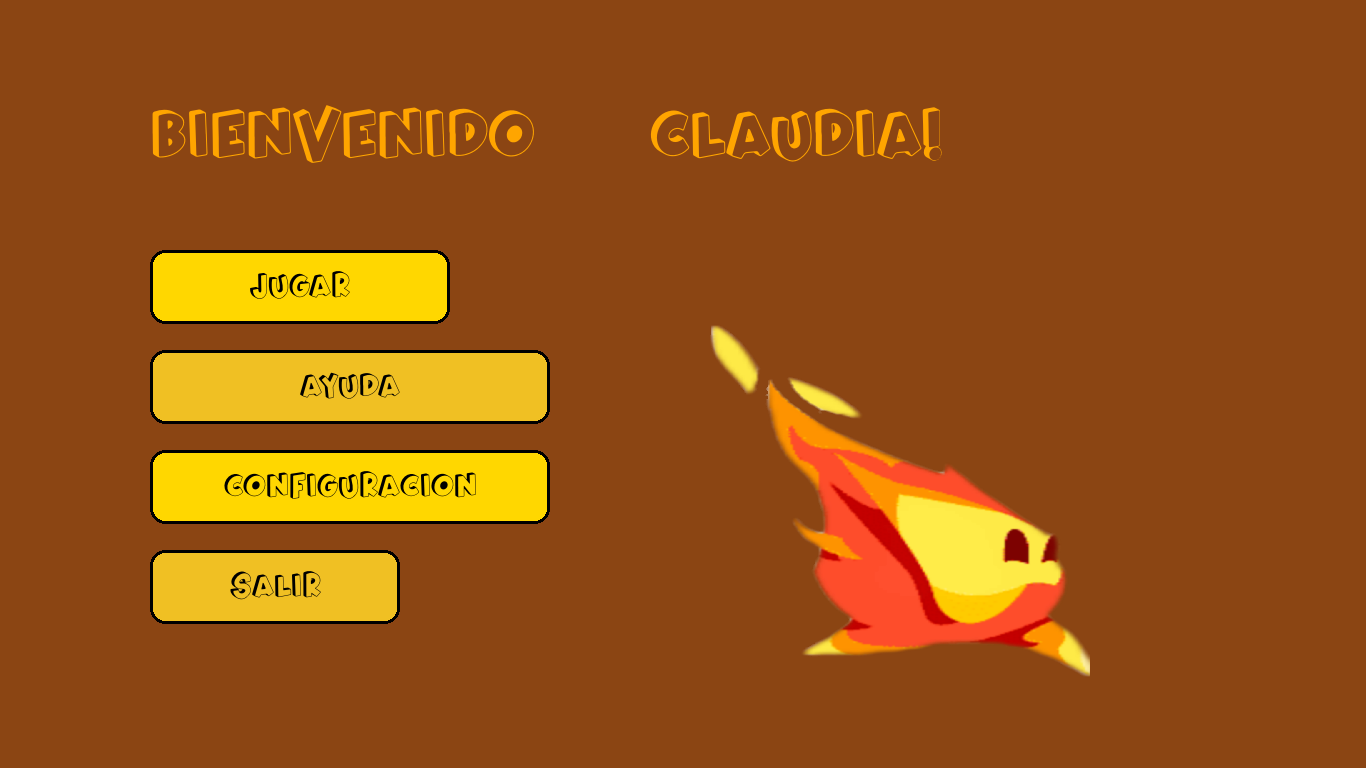 BIENVENIDO CLAUDIA!
JUGAR
AYUDA
CONFIGURACION
SALIR